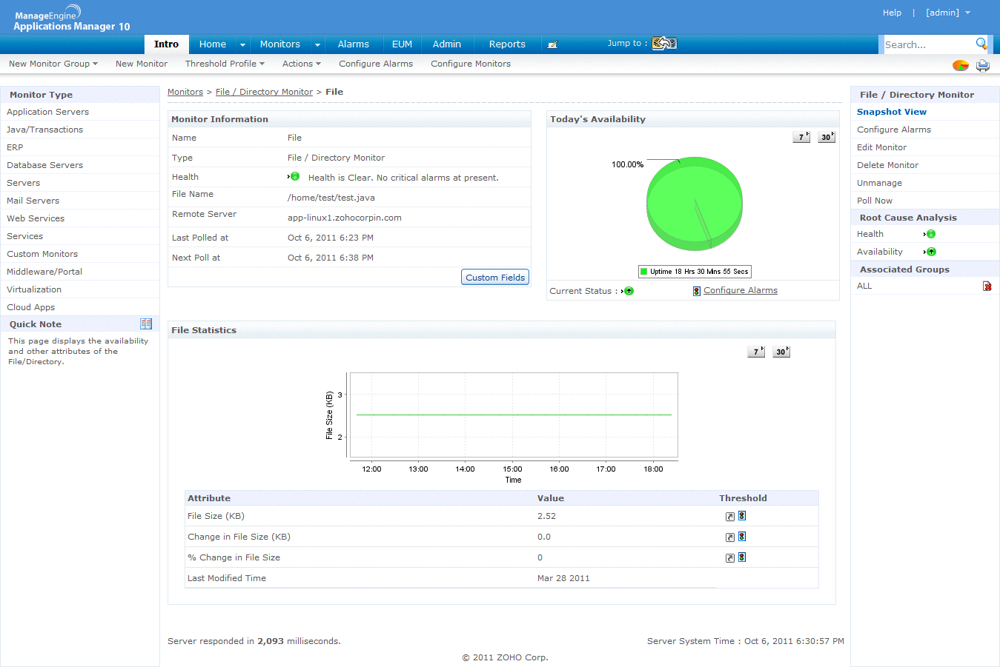 ManageEngine
Applications Manager 10
Help | [admin]
Intro Home Monitors Alarms EUM Admin Reports Jump to : Search...
New Monitor Group New Monitor Threshold Profile Actions Configure Alarms Configure Monitors
Monitor Type
Application Servers
Java/Transactions
ERP
Database Servers
Servers
Mail Servers
Web Services
Services
Custom Monitors
Middleware/Portal
Virtualization
Cloud Apps
Quick Note
This page displays the availability
and other attributes of the
File/Directory.
Monitors > File / Directory Monitor > File
Monitor Information
Name File
Type File / Directory Monitor
Health Health is Clear. No critical alarms at present.
File Name /home/test/test.java
Remote Server app-linux1.zohocorpin.com
Last Polled at Oct 6, 2011 6:23 PM
Next Poll at Oct 6, 2011 6:38 PM
Custom Fields
Today's Availability
7 30
100.00%
Uptime 18 Hrs 30 Mins 55 Secs
Current Status : Configure Alarms
File Statistics
7 30
File Size (KB)
3
2
12:00 13:00 14:00 15:00 16:00 17:00 18:00
Time
Attribute Value Threshold
File Size (KB) 2.52
Change in File Size (KB) 0.0
% Change in File Size 0
Last Modified Time Mar 28 2011
File / Directory Monitor
Snapshot View
Configure Alarms
Edit Monitor
Delete Monitor
Unmanage
Poll Now
Root Cause Analysis
Health
Availability
Associated Groups
ALL
Server responded in 2,093 milliseconds. Server System Time : Oct 6, 2011 6:30:57 PM
© 2011 ZOHO Corp.